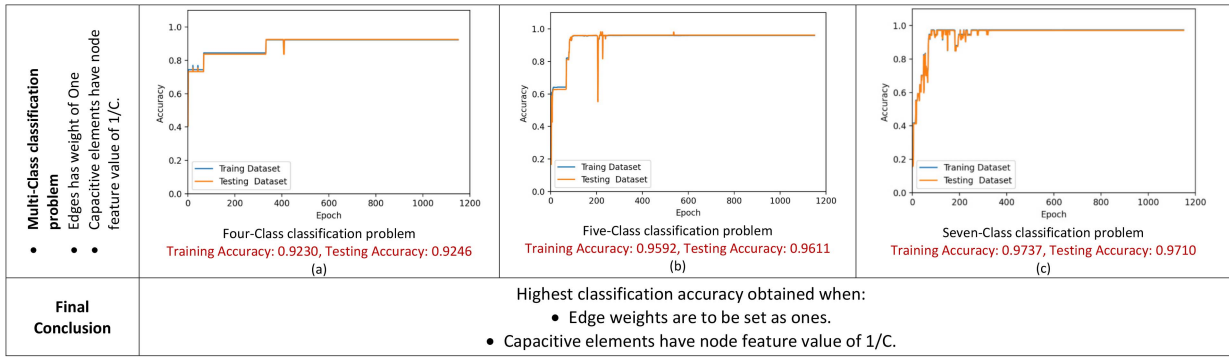 • Multi-Class classification
problem
• Edges has weight of One
• Capacitive elements have node
feature value of 1/C.
1.0
0.8
0.6
0.4
0.2
0.0
Accuracy
Traing Dataset
Testing Dataset
0 200 400 600 800 1000 1200
Epoch
Four-Class classification problem
Training Accuracy: 0.9230, Testing Accuracy: 0.9246
(a)
1.0
0.8
0.6
0.4
0.2
0.0
Accuracy
Traing Dataset
Testing Dataset
0 200 400 600 800 1000 1200
Epoch
Five-Class classification problem
Training Accuracy: 0.9592, Testing Accuracy: 0.9611
(b)
1.0
0.8
0.6
0.4
0.2
0.0
Accuracy
Traning Dataset
Testing Dataset
0 200 400 600 800 1000 1200
Epoch
Seven-Class classification problem
Training Accuracy: 0.9737, Testing Accuracy: 0.9710
(c)
Final
Conclusion
Highest classification accuracy obtained when:
• Edge weights are to be set as ones.
• Capacitive elements have node feature value of 1/C.